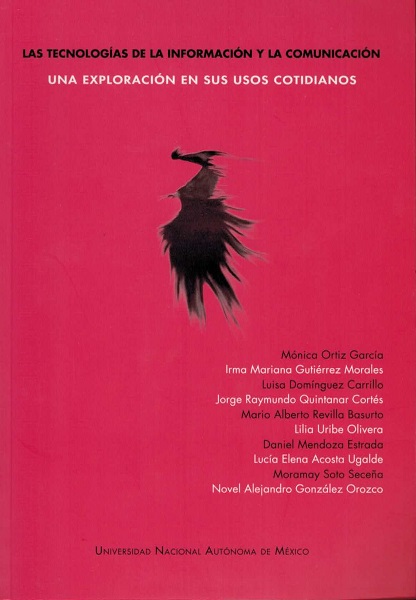 LAS TECNOLOGÍAS DE LA INFORMACIÓN Y LA COMUNICACIÓN
UNA EXPLORACIÓN EN SUS USOS COTIDIANOS
Mónica Ortiz García
Irma Mariana Gutiérrez Morales
Luisa Domínguez Carrillo
Jorge Raymundo Quintanar Cortés
Mario Alberto Revilla Basurto
Lilia Uribe Olivera
Daniel Mendoza Estrada
Lucía Elena Acosta Ugalde
Moramay Soto Seceña
Novel Alejandro González Orozco
UNIVERSIDAD NACIONAL AUTÓNOMA DE MÉXICO